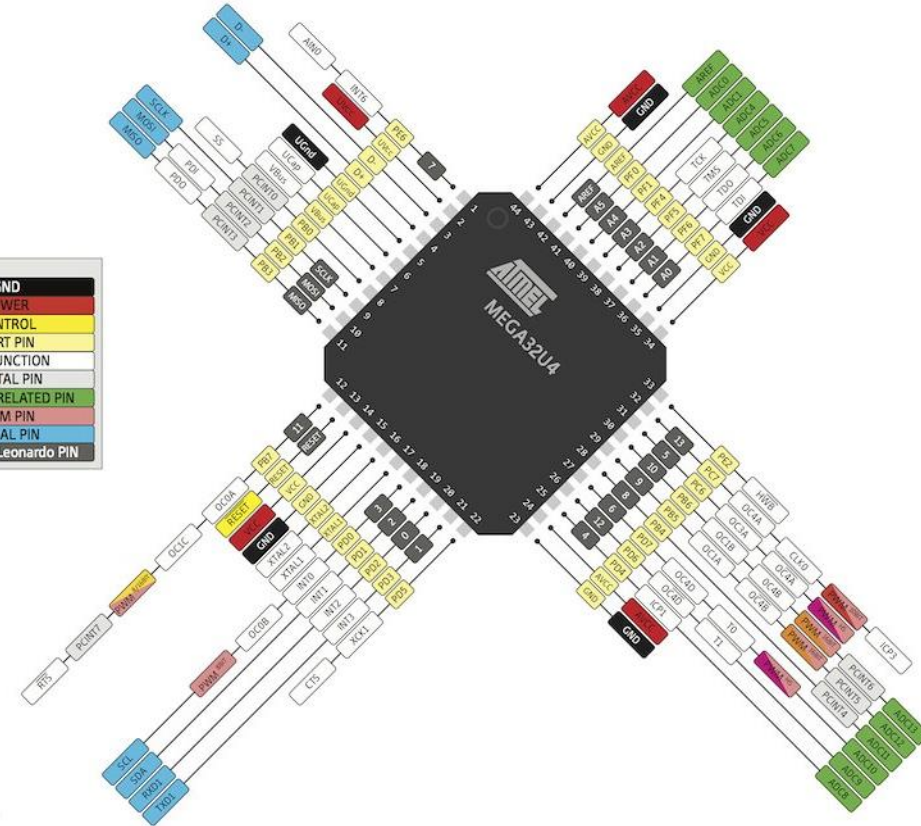 D-
D+
AIN0
INT6
UVcc
PE6
7
UVcc
D-
D+
UGnd
UCap
VBus
PB0
PB1
PB2
PB3
SCLK
MOSI
MISO
SS
PDI
PDO
UGnd
UCap
VBus
PCINT0
PCINT1
PCINT2
PCINT3
SCLK
MOSI
MISO
1
2
3
4
5
6
7
8
9
10
11
AVCC
GND
AREF
ADC0
ADC1
ADC4
ADC5
ADC6
ADC7
AVCC
GND
AREF
PF0
PF1
PF4
PF5
PF6
PF7
GND
VCC
TCK
TMS
TDO
TDI
GND
VCC
AREF
A5
A4
A3
A2
A1
A0
44
43
42
41
40
39
38
37
36
35
34
ATMEL
MEGA32U4
GND
WER
NTROL
RT PIN
UNCTION
TAL PIN
RELATED PIN
M PIN
AL PIN
Leonardo PIN
12
13
14
15
16
17
18
19
20
21
22
11
RESET
3
2
0
1
PB7
RESET
VCC
GND
XTAL2
XTAL1
PD0
PD1
PD2
PD3
PD5
OC0A
RESET
VCC
GND
XTAL2
XTAL1
INT0
INT1
INT2
INT3
XCK1
OC1C
PWM
PCINT7
RTS
OC0B
PWM
CTS
SCL
SDA
RXD1
TXD1
33
32
31
30
29
28
27
26
25
24
23
13
5
10
9
8
6
12
4
PE2
PC7
PC6
PB6
PB5
PB4
PD7
PD6
PD4
AVCC
GND
HWB
OC4A
OC3A
OC1B
OC1A
OC4D
OC4D
ICP1
AVCC
GND
CLK0
OC4A
OC4B
OC4B
T0
T1
PWM
PWM
PWM
PWM
PWM
ICP3
PCINT6
PCINT5
PCINT4
ADC13
ADC12
ADC11
ADC10
ADC9
ADC8